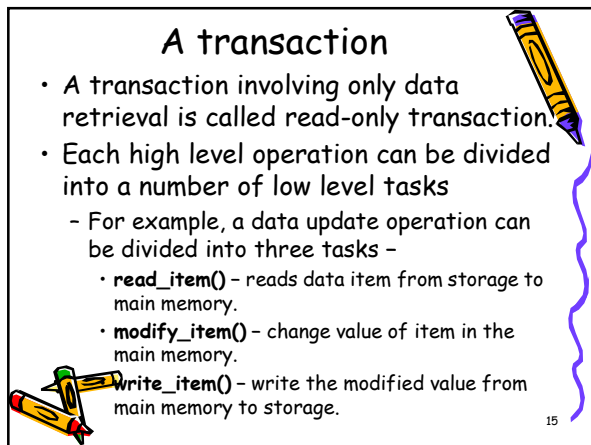 A transaction
• A transaction involving only data
retrieval is called read-only transaction.
• Each high level operation can be divided
into a number of low level tasks
– For example, a data update operation can
be divided into three tasks –
• read_item() – reads data item from storage to
main memory.
• modify_item() – change value of item in the
main memory.
• write_item() – write the modified value from
main memory to storage.
15